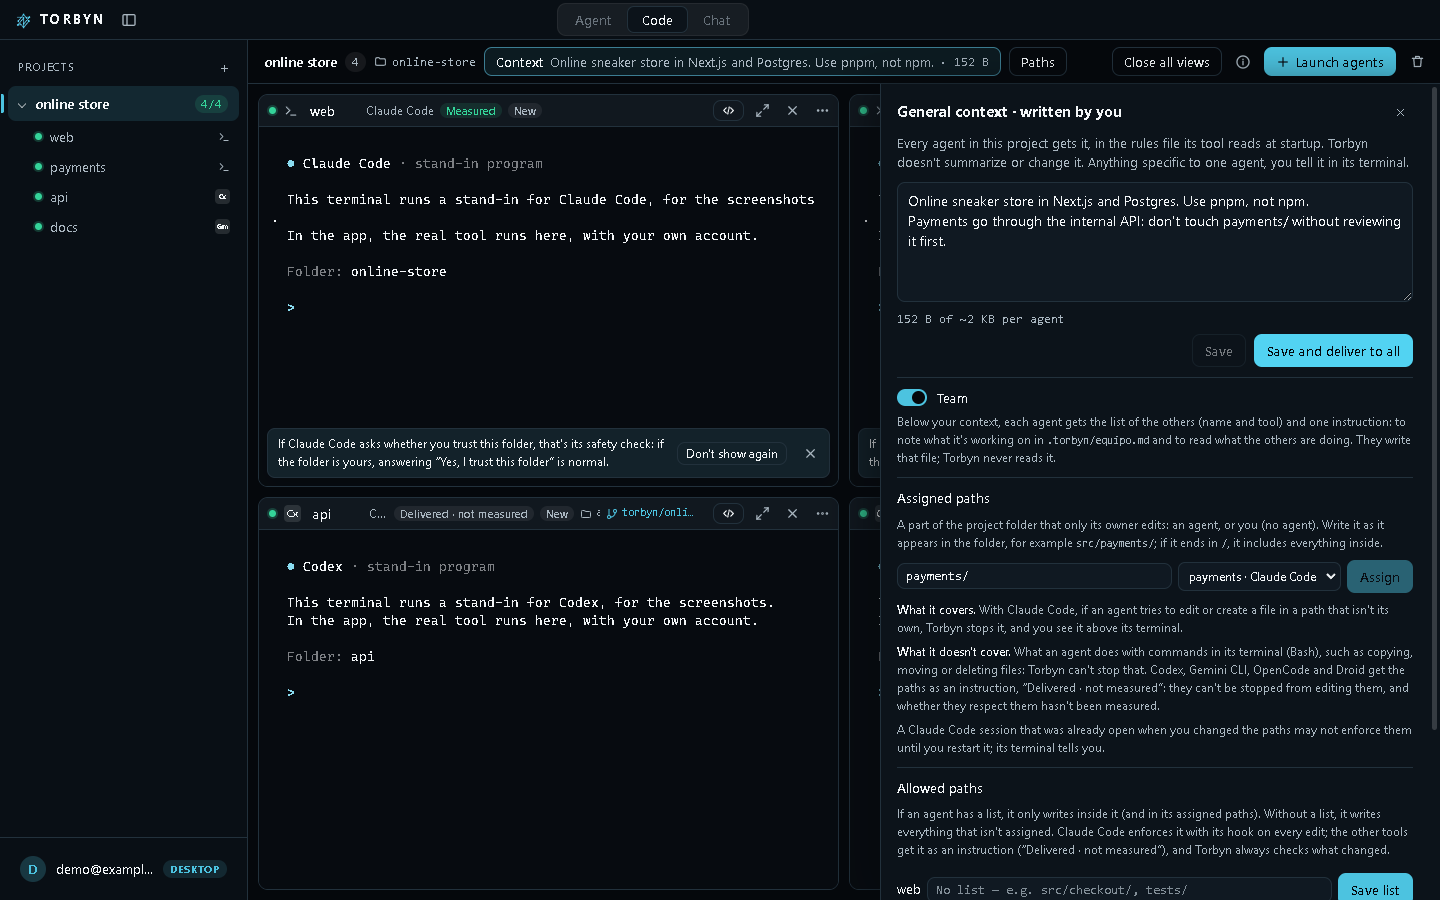 TORBYN
Agent Code Chat
PROJECTS +
online store 4/4
web
payments
api
docs
demo@exampl... DESKTOP
online store 4 online-store Context Online sneaker store in Next.js and Postgres. Use pnpm, not npm. · 152 B Paths Close all views + Launch agents
web Claude Code Measured New
Claude Code · stand-in program
This terminal runs a stand-in for Claude Code, for the screenshots
.
In the app, the real tool runs here, with your own account.
Folder: online-store
>
If Claude Code asks whether you trust this folder, that's its safety check: if
the folder is yours, answering "Yes, I trust this folder" is normal.
Don't show again
If
th
api C... Delivered · not measured New torbyn/onli...
Codex · stand-in program
This terminal runs a stand-in for Codex, for the screenshots.
In the app, the real tool runs here, with your own account.
Folder: api
>
General context · written by you
Every agent in this project gets it, in the rules file its tool reads at startup. Torbyn
doesn't summarize or change it. Anything specific to one agent, you tell it in its terminal.
Online sneaker store in Next.js and Postgres. Use pnpm, not npm.
Payments go through the internal API: don't touch payments/ without reviewing
it first.
152 B of ~2 KB per agent
Save Save and deliver to all
Team
Below your context, each agent gets the list of the others (name and tool) and one instruction: to
note what it's working on in .torbyn/equipo.md and to read what the others are doing. They write
that file; Torbyn never reads it.
Assigned paths
A part of the project folder that only its owner edits: an agent, or you (no agent). Write it as it
appears in the folder, for example src/payments/; if it ends in /, it includes everything inside.
payments/ payments · Claude Code Assign
What it covers. With Claude Code, if an agent tries to edit or create a file in a path that isn't its
own, Torbyn stops it, and you see it above its terminal.
What it doesn't cover. What an agent does with commands in its terminal (Bash), such as copying,
moving or deleting files: Torbyn can't stop that. Codex, Gemini CLI, OpenCode and Droid get the
paths as an instruction, "Delivered · not measured": they can't be stopped from editing them, and
whether they respect them hasn't been measured.
A Claude Code session that was already open when you changed the paths may not enforce them
until you restart it; its terminal tells you.
Allowed paths
If an agent has a list, it only writes inside it (and in its assigned paths). Without a list, it writes
everything that isn't assigned. Claude Code enforces it with its hook on every edit; the other tools
get it as an instruction ("Delivered · not measured"), and Torbyn always checks what changed.
web No list — e.g. src/checkout/, tests/ Save list